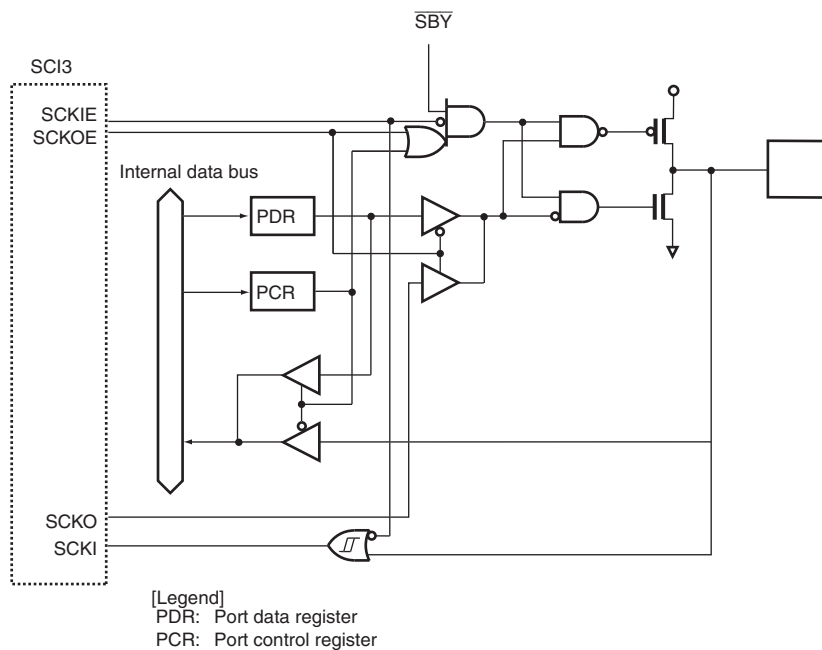 SBY
SCI3
SCKIE
SCKOE
Internal data bus
PDR
PCR
SCKO
SCKI
[Legend]
PDR: Port data register
PCR: Port control register